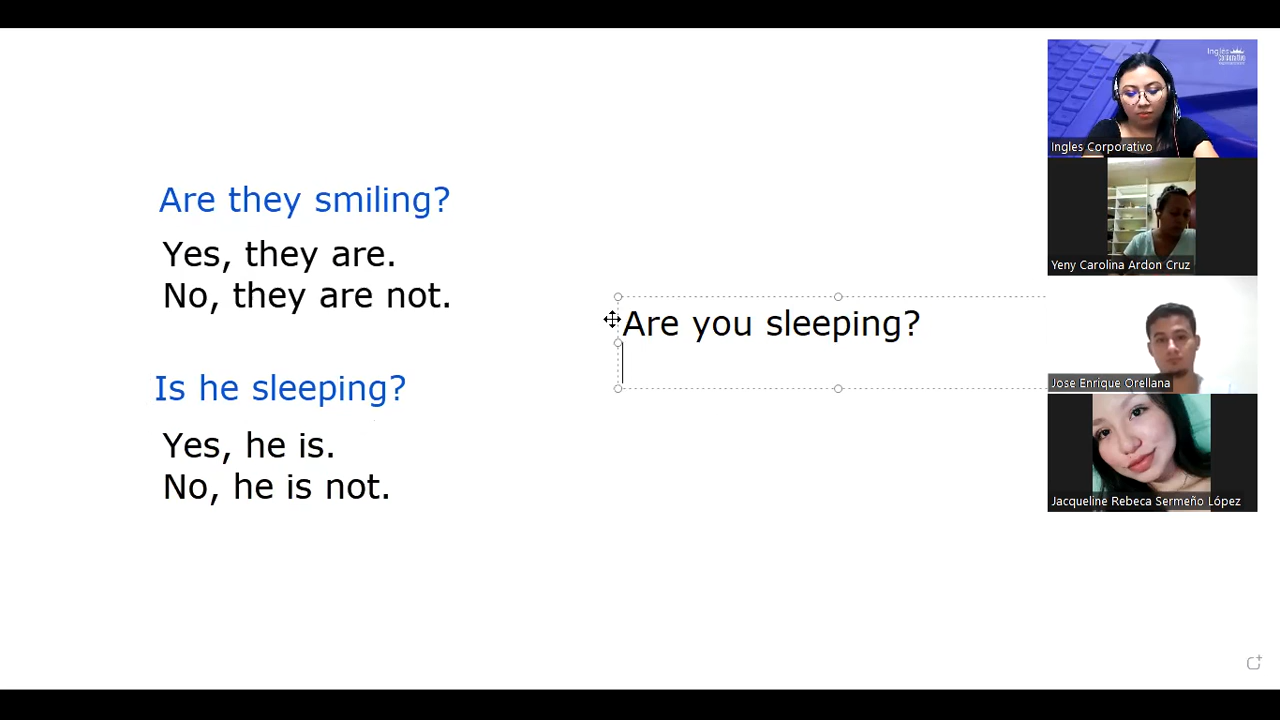 Are they smiling?
Yes, they are.
No, they are not.
Is he sleeping?
Yes, he is.
No, he is not.
Are you sleeping?
Ingles Corporativo
Yeny Carolina Ardon Cruz
Jose Enrique Orellana
Jacqueline Rebeca Sermeño López